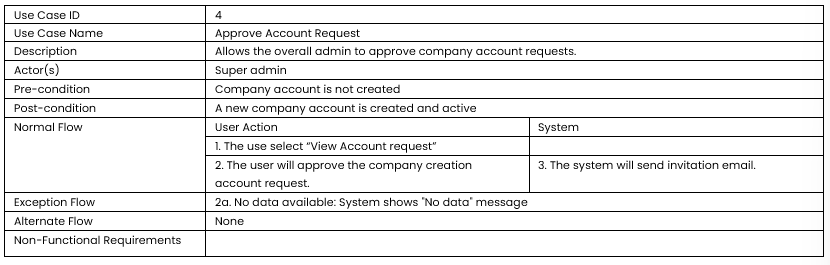 Use Case ID 4
Use Case Name Approve Account Request
Description Allows the overall admin to approve company account requests.
Actor(s) Super admin
Pre-condition Company account is not created
Post-condition A new company account is created and active
Normal Flow User Action System
1. The use select “View Account request”
2. The user will approve the company creation 3. The system will send invitation email.
account request.
Exception Flow 2a. No data available: System shows "No data" message
Alternate Flow None
Non-Functional Requirements